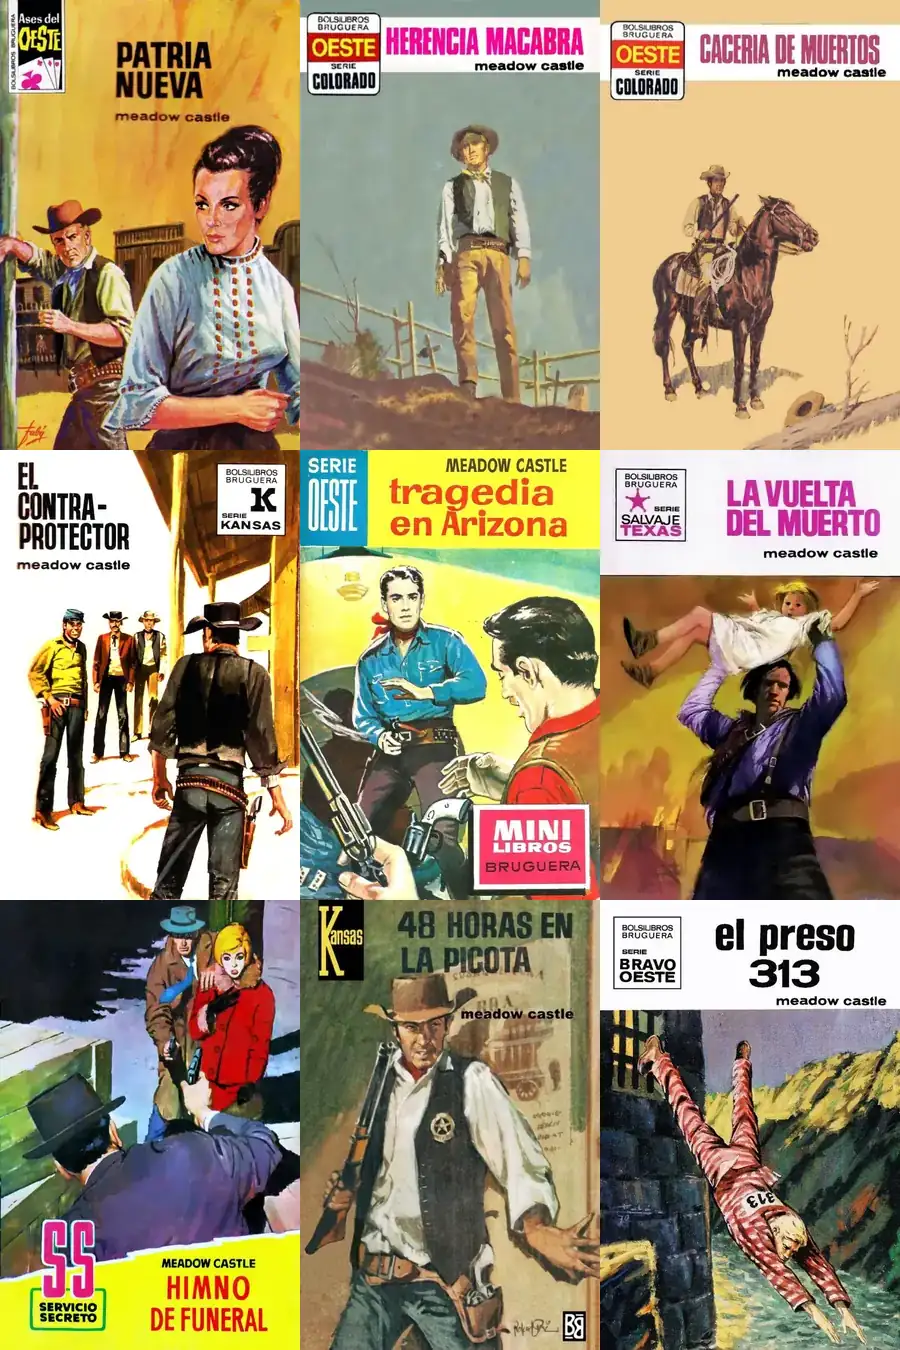 BOLSILIBROS BRUGUERA
Ases del
OESTE
PATRIA
NUEVA
meadow castle
BOLSILIBROS
BRUGUERA
OESTE
SERIE
COLORADO
HERENCIA MACABRA
meadow castle
BOLSILIBROS
BRUGUERA
OESTE
SERIE
COLORADO
CACERIA DE MUERTOS
meadow castle
EL
CONTRA-
PROTECTOR
meadow castle
BOLSILIBROS
BRUGUERA
K
SERIE
KANSAS
SERIE
OESTE
MEADOW CASTLE
tragedia
en Arizona
MINI
LIBROS
BRUGUERA
BOLSILIBROS
BRUGUERA
SERIE
SALVAJE
TEXAS
LA VUELTA
DEL MUERTO
meadow castle
SS
SERVICIO
SECRETO
MEADOW CASTLE
HIMNO
DE FUNERAL
Kansas
48 HORAS EN
LA PICOTA
meadow castle
BB
BOLSILIBROS
BRUGUERA
SERIE
BRAVO
OESTE
el preso
313
meadow castle
313